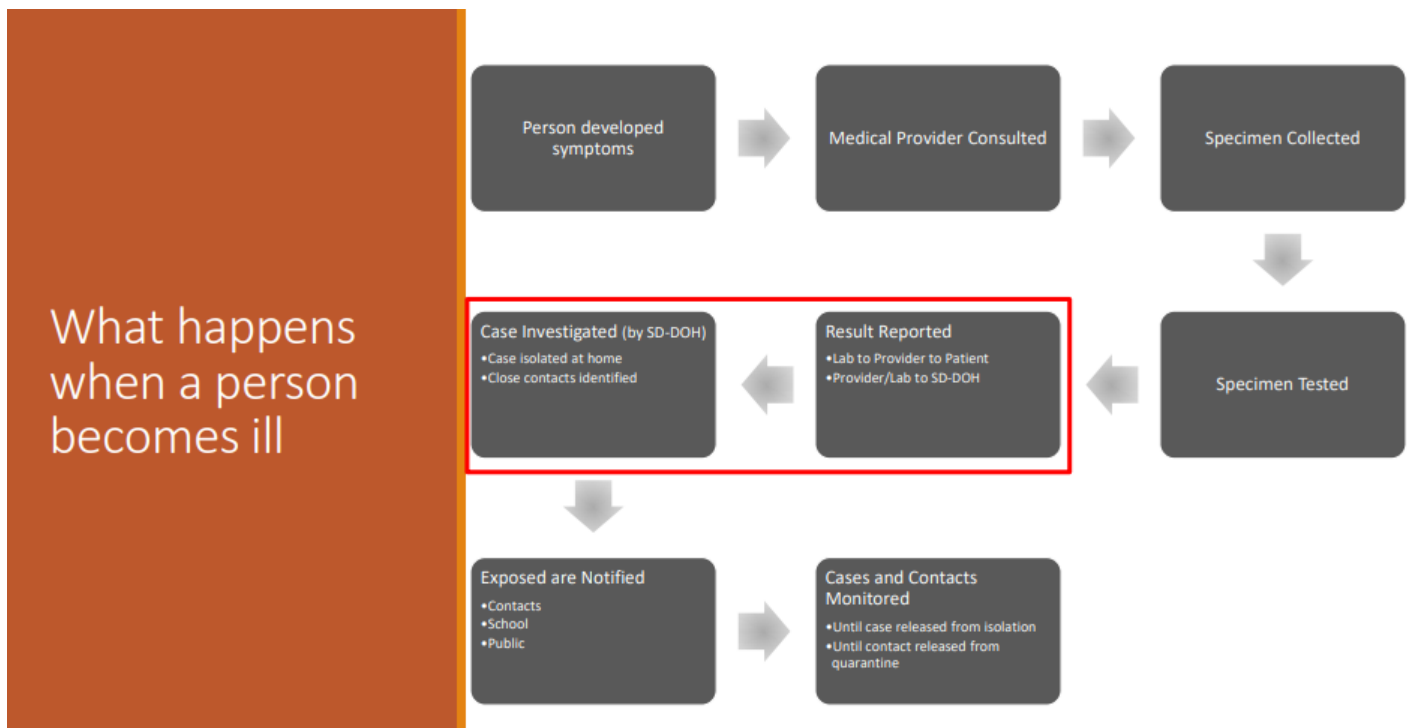 What happens
when a person
becomes ill
Person developed
symptoms
Medical Provider Consulted
Specimen Collected
Specimen Tested
Result Reported
•Lab to Provider to Patient
•Provider/Lab to SD-DOH
Case Investigated (by SD-DOH)
•Case isolated at home
•Close contacts identified
Exposed are Notified
•Contacts
•School
•Public
Cases and Contacts
Monitored
•Until case released from isolation
•Until contact released from
quarantine